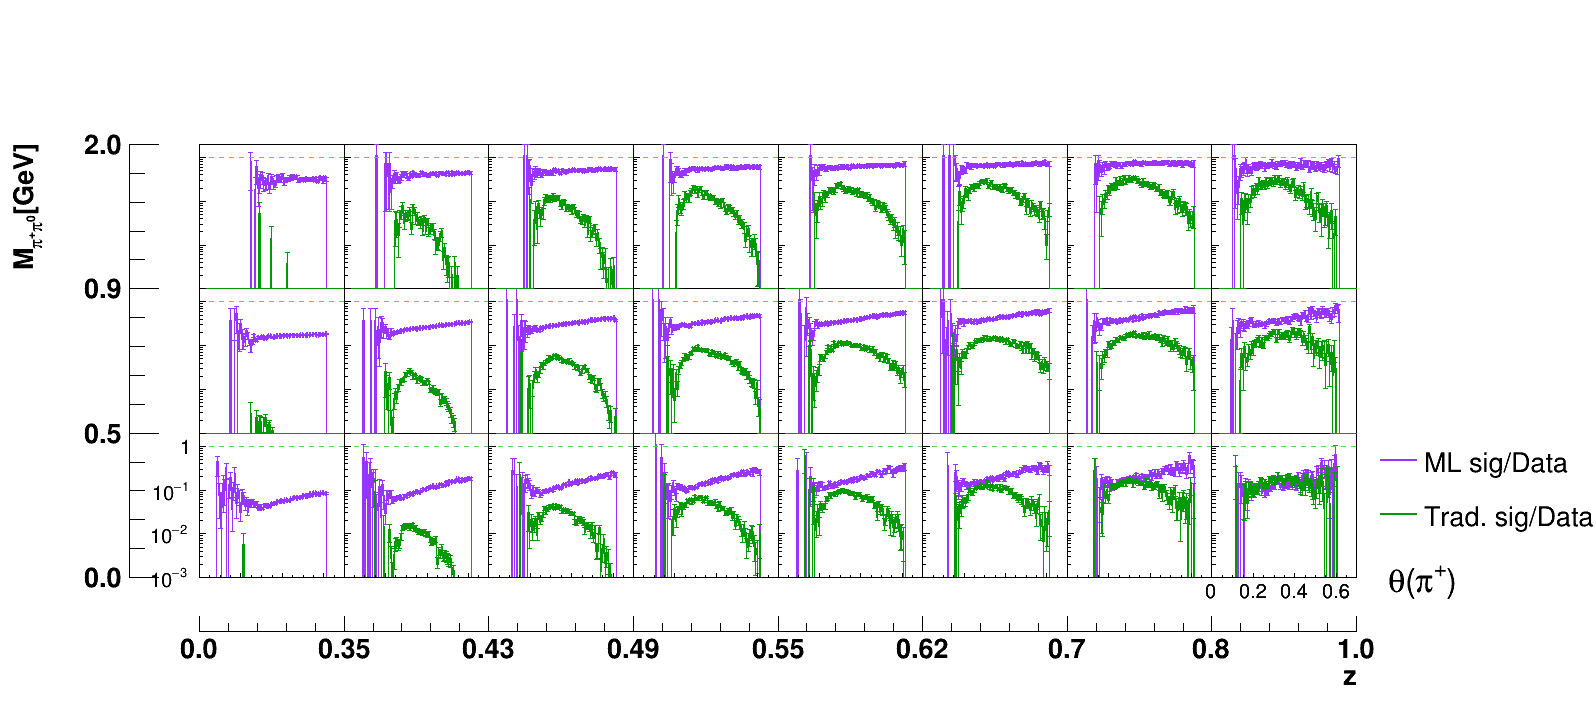 M π⁺π⁰ [GeV]
2.0
0.9
0.5
0.0
1
10⁻¹
10⁻²
10⁻³
ML sig/Data
Trad. sig/Data
θ(π⁺)
0 0.2 0.4 0.6
0.0 0.35 0.43 0.49 0.55 0.62 0.7 0.8 1.0
z